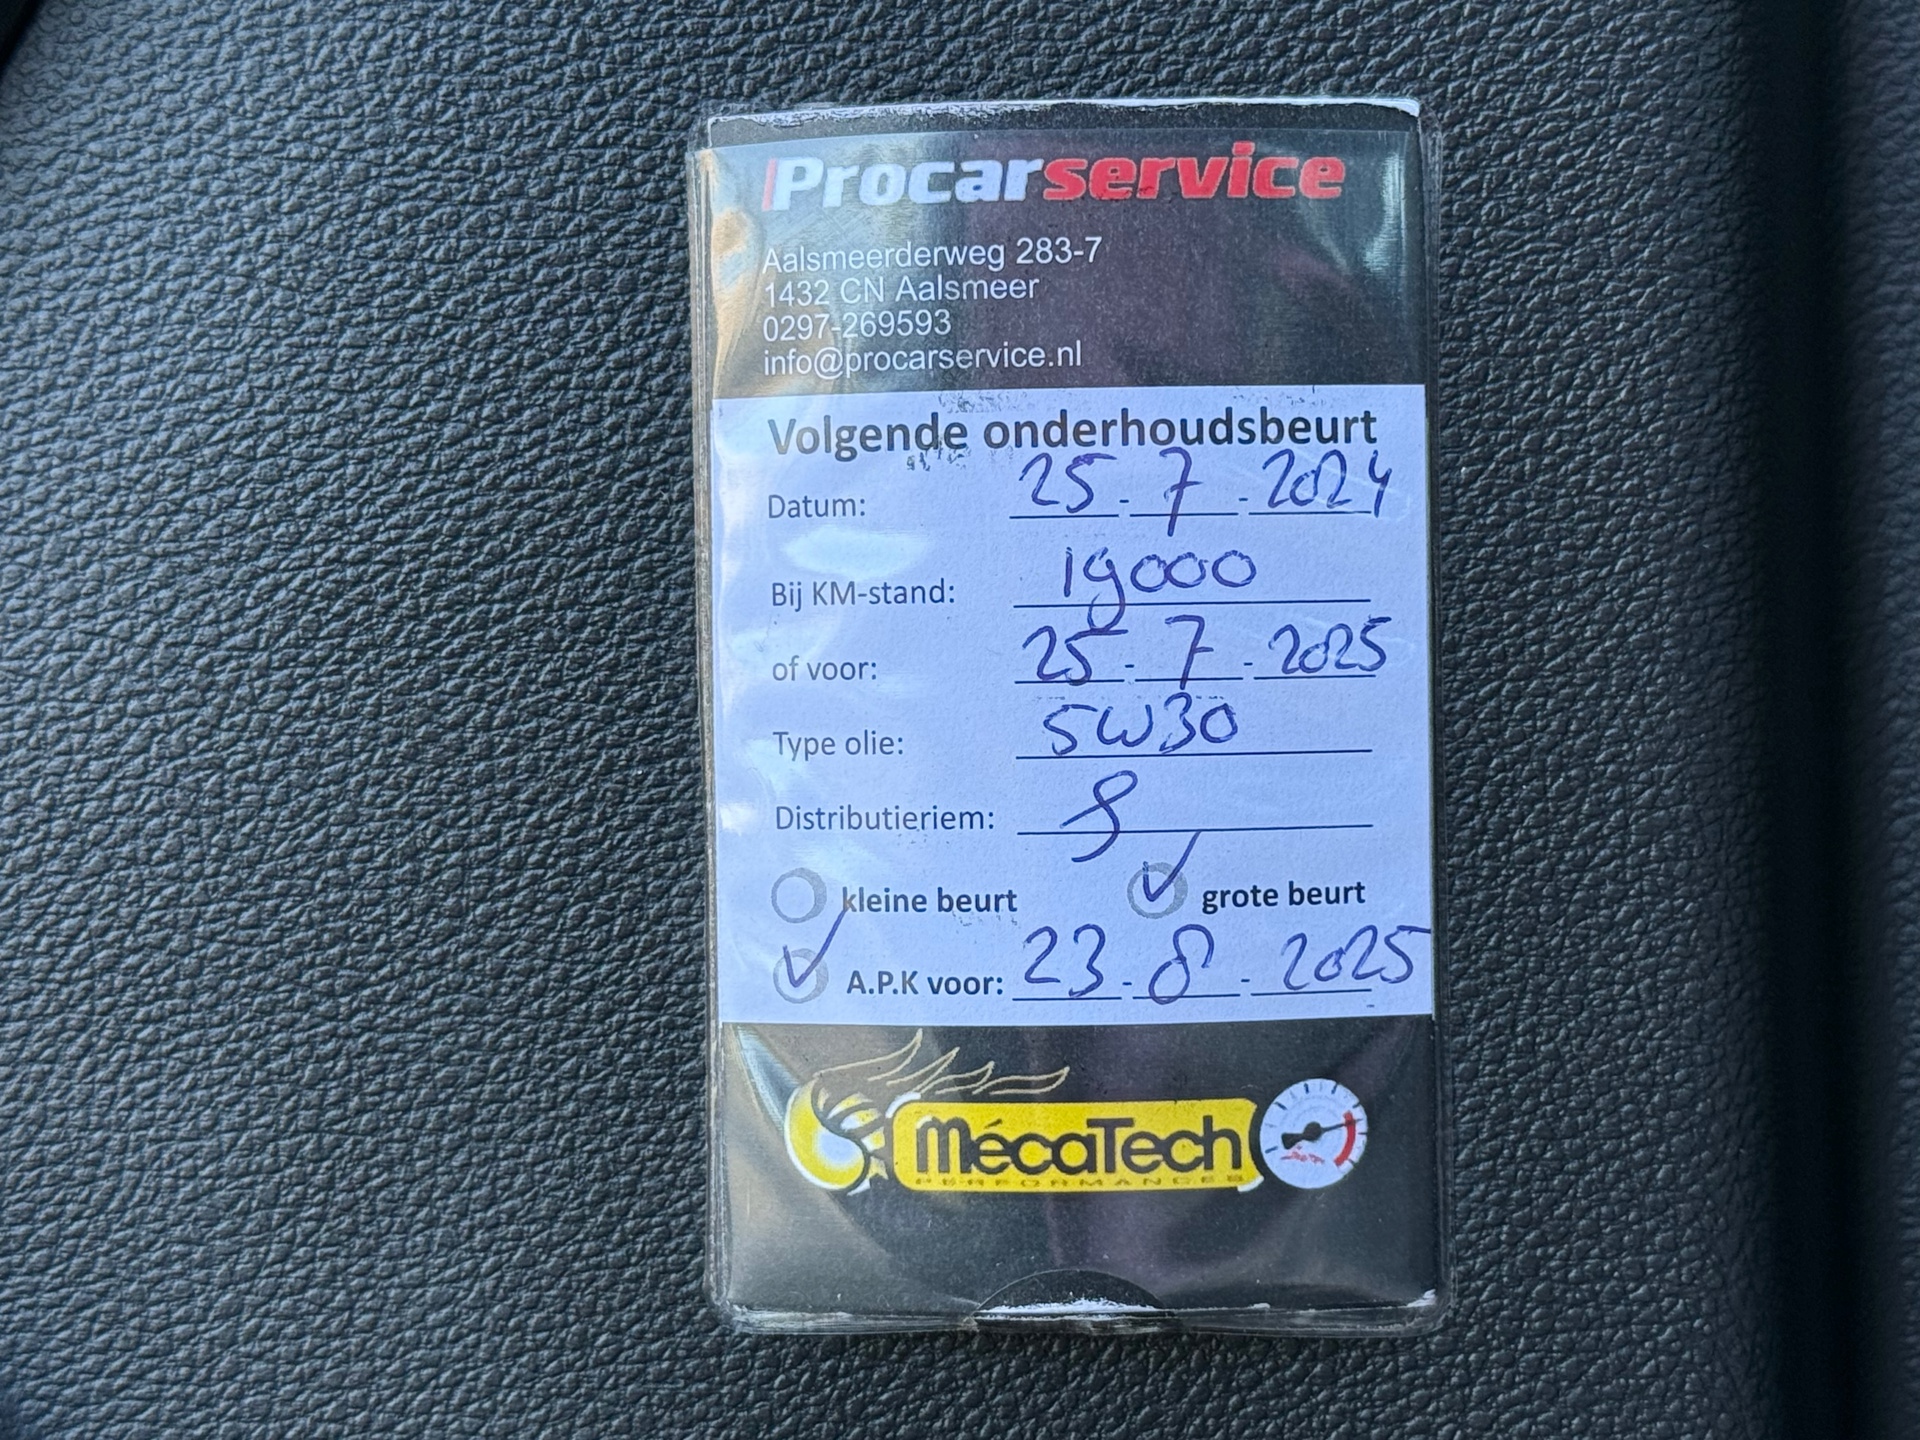 Procarservice
Aalsmeerderweg 283-7
1432 CN Aalsmeer
0297-269593
info@procarservice.nl
Volgende onderhoudsbeurt
Datum: 25-7-2024
Bij KM-stand: 19000
of voor: 25-7-2025
Type olie: 5W30
Distributieriem:
kleine beurt grote beurt
A.P.K voor: 23-8-2025
MécaTech
PERFORMANCES